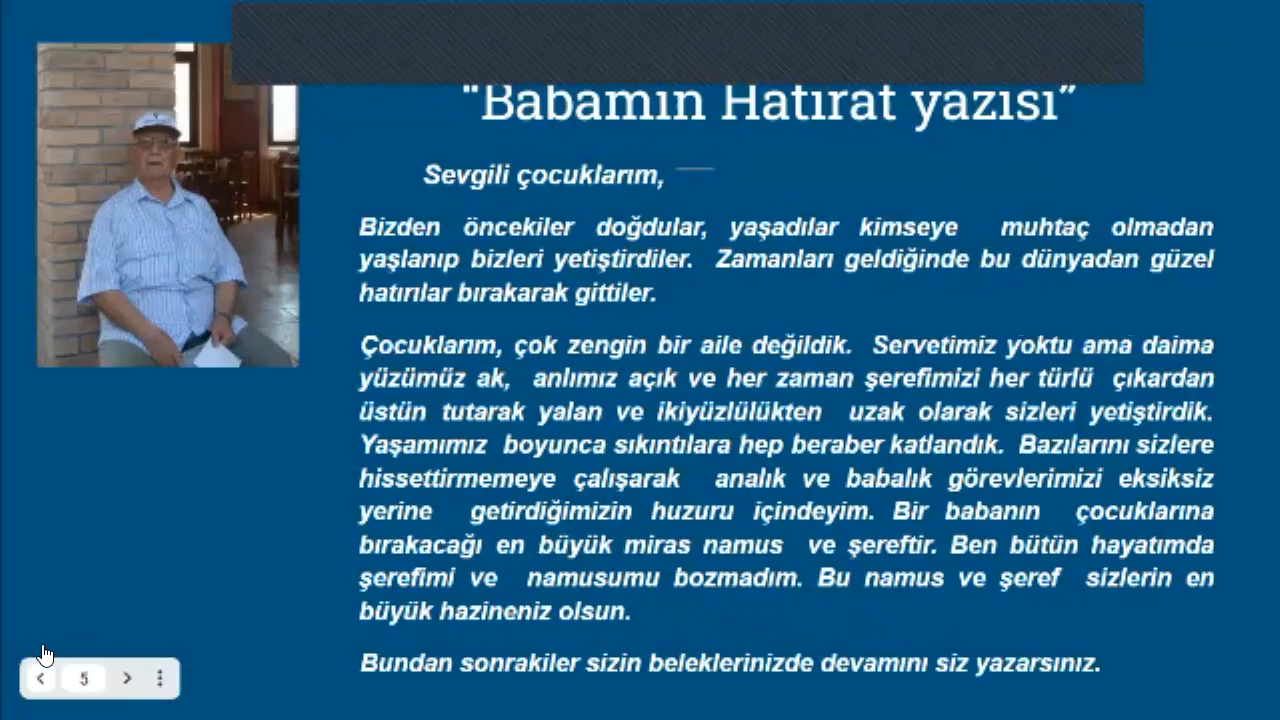 "Babamın Hatırat yazısı"
Sevgili çocuklarım,
Bizden öncekiler doğdular, yaşadılar kimseye muhtaç olmadan
yaşlanıp bizleri yetiştirdiler. Zamanları geldiğinde bu dünyadan güzel
hatırılar bırakarak gittiler.
Çocuklarım, çok zengin bir aile değildik. Servetimiz yoktu ama daima
yüzümüz ak, anlımız açık ve her zaman şerefimizi her türlü çıkardan
üstün tutarak yalan ve ikiyüzlülükten uzak olarak sizleri yetiştirdik.
Yaşamımız boyunca sıkıntılara hep beraber katlandık. Bazılarını sizlere
hissettirmemeye çalışarak analık ve babalık görevlerimizi eksiksiz
yerine getirdiğimizin huzuru içindeyim. Bir babanın çocuklarına
bırakacağı en büyük miras namus ve şereftir. Ben bütün hayatımda
şerefimi ve namusumu bozmadım. Bu namus ve şeref sizlerin en
büyük hazineniz olsun.
Bundan sonrakiler sizin beleklerinizde devamını siz yazarsınız.
5